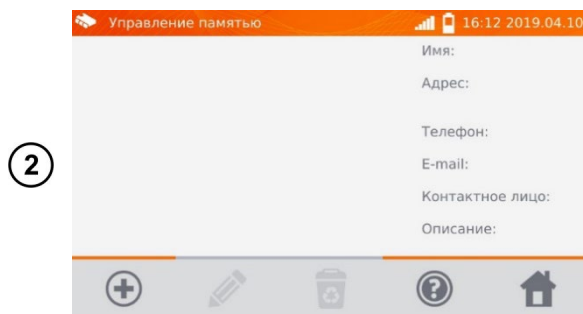 Управление памятью 16:12 2019.04.10
Имя:
Адрес:
2
Телефон:
E-mail:
Контактное лицо:
Описание: